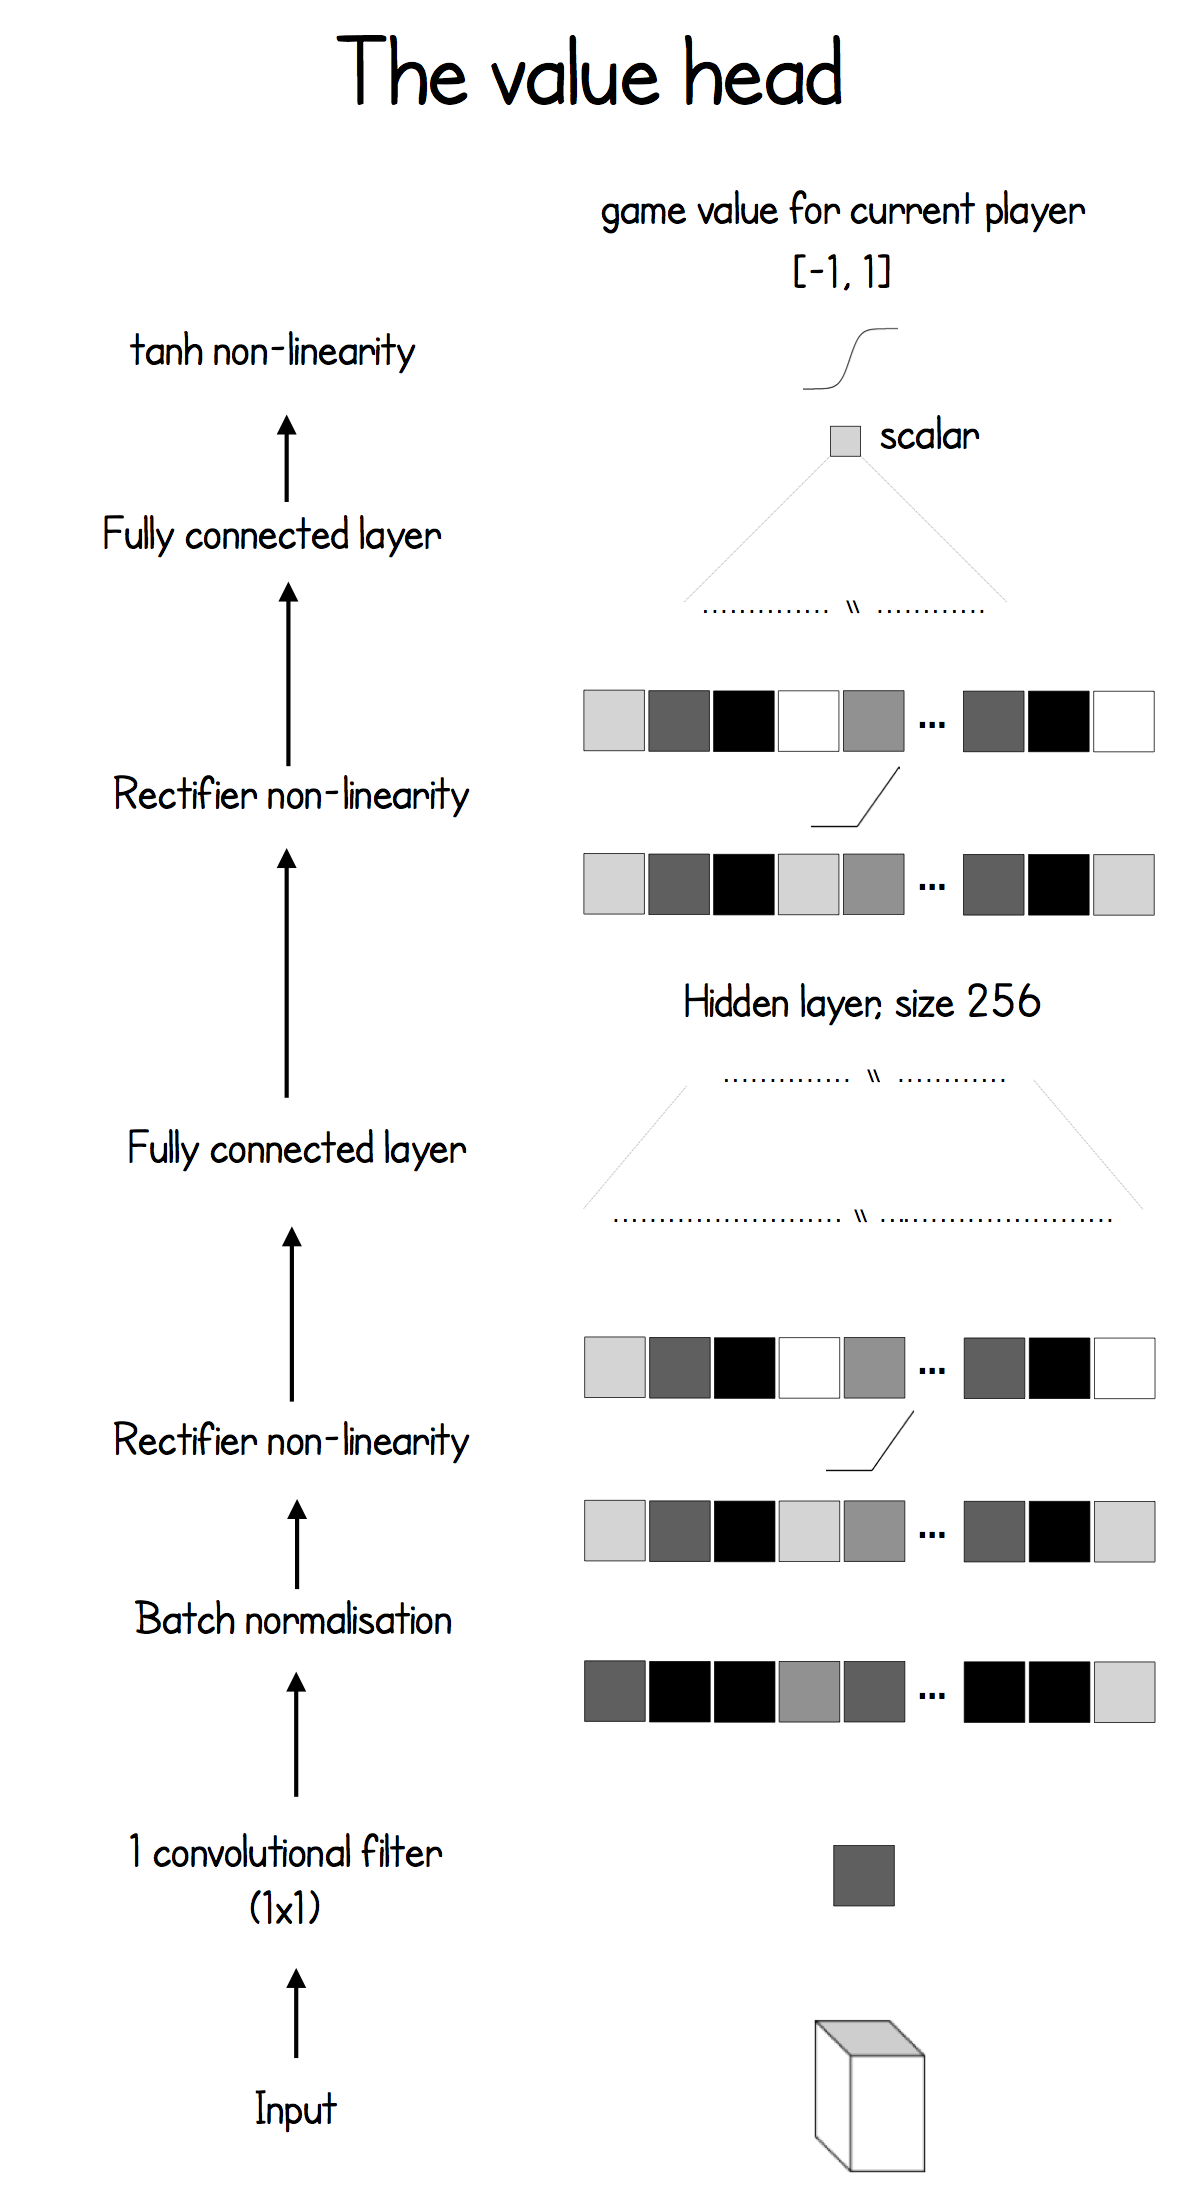 The value head
game value for current player
[-1, 1]
tanh non-linearity
scalar
Fully connected layer
Rectifier non-linearity
Hidden layer, size 256
Fully connected layer
Rectifier non-linearity
Batch normalisation
1 convolutional filter
(1x1)
Input